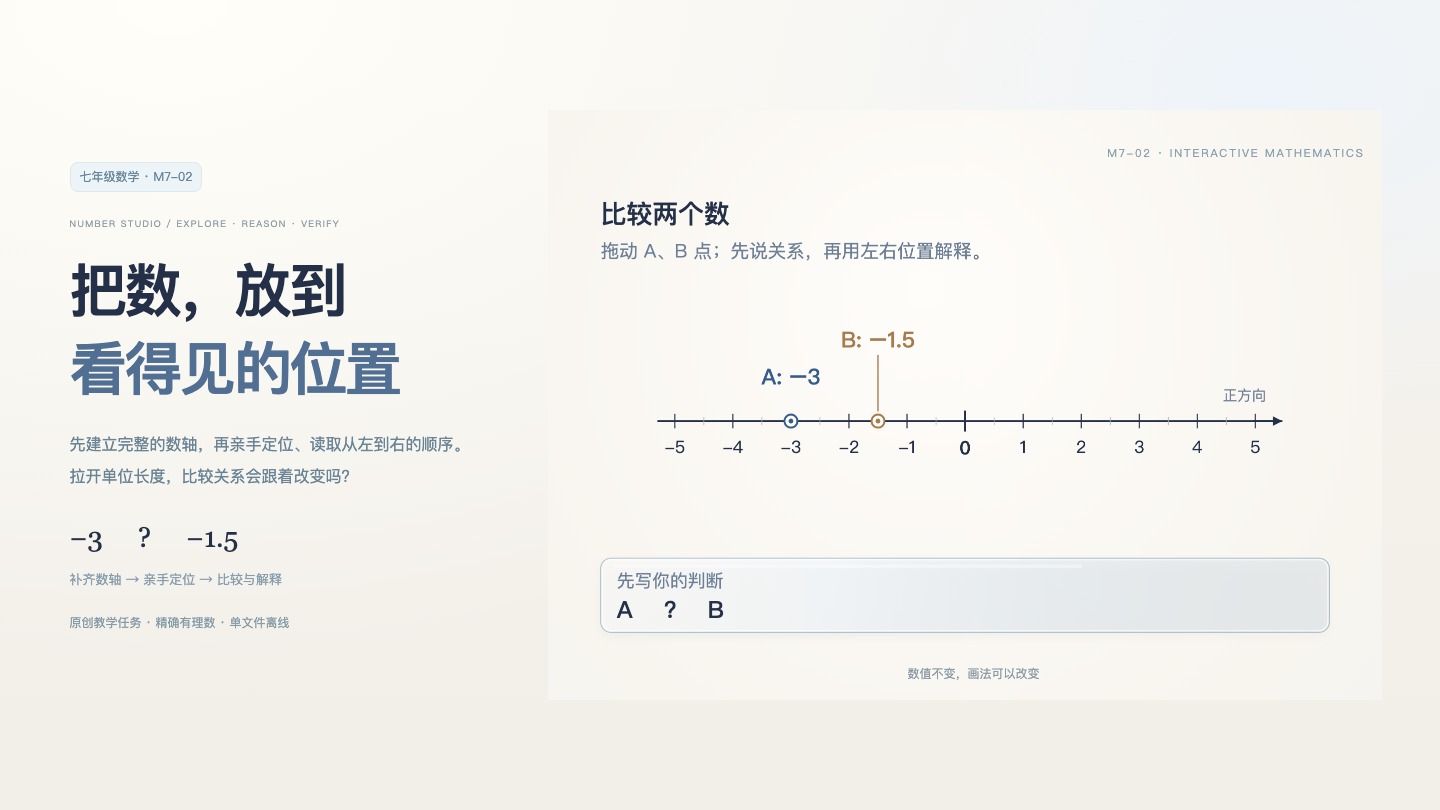 七年级数学 · M7–02
NUMBER STUDIO / EXPLORE · REASON · VERIFY
把数，放到
看得见的位置
先建立完整的数轴，再亲手定位、读取从左到右的顺序。
拉开单位长度，比较关系会跟着改变吗？
−3 ? −1.5
补齐数轴 → 亲手定位 → 比较与解释
原创教学任务 · 精确有理数 · 单文件离线
M7–02 · INTERACTIVE MATHEMATICS
比较两个数
拖动 A、B 点；先说关系，再用左右位置解释。
B: −1.5
A: −3
正方向
−5 −4 −3 −2 −1 0 1 2 3 4 5
先写你的判断
A ? B
数值不变，画法可以改变